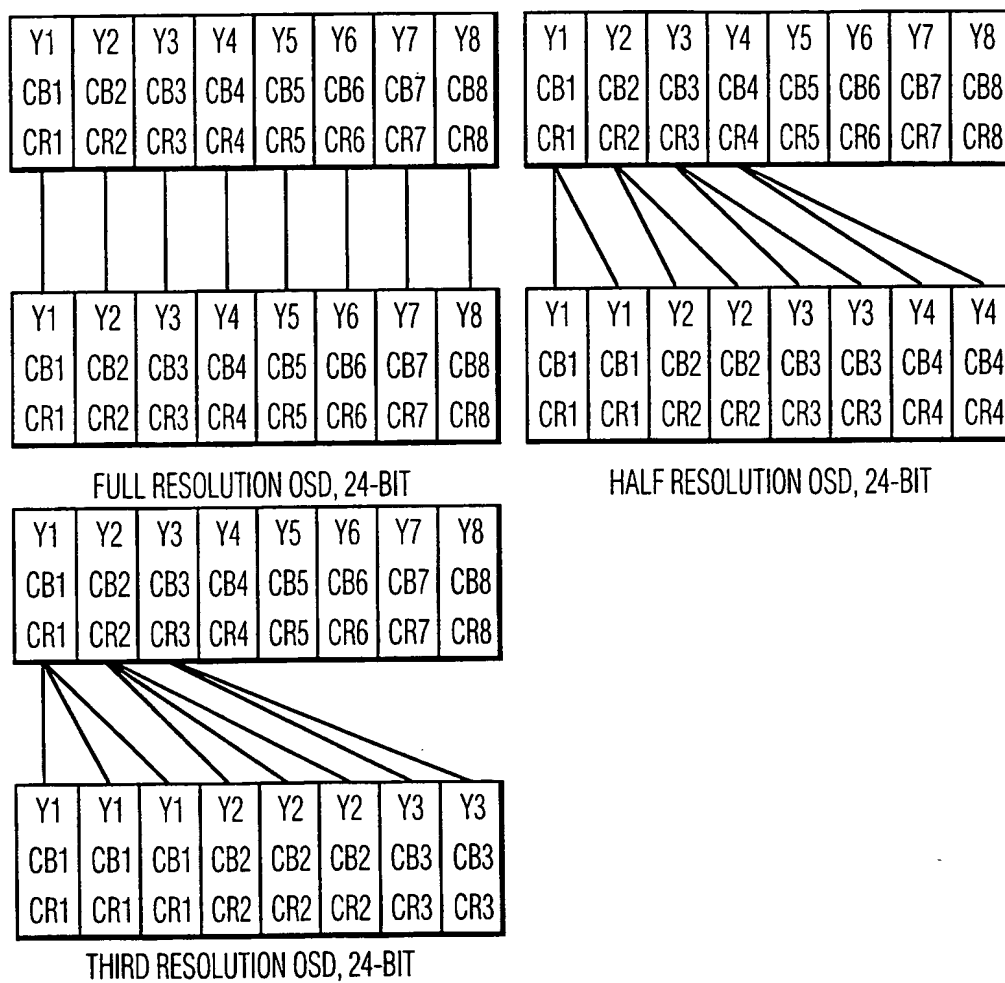 Y1 Y2 Y3 Y4 Y5 Y6 Y7 Y8
CB1 CB2 CB3 CB4 CB5 CB6 CB7 CB8
CR1 CR2 CR3 CR4 CR5 CR6 CR7 CR8
Y1 Y2 Y3 Y4 Y5 Y6 Y7 Y8
CB1 CB2 CB3 CB4 CB5 CB6 CB7 CB8
CR1 CR2 CR3 CR4 CR5 CR6 CR7 CR8
FULL RESOLUTION OSD, 24-BIT
Y1 Y2 Y3 Y4 Y5 Y6 Y7 Y8
CB1 CB2 CB3 CB4 CB5 CB6 CB7 CB8
CR1 CR2 CR3 CR4 CR5 CR6 CR7 CR8
Y1 Y1 Y2 Y2 Y3 Y3 Y4 Y4
CB1 CB1 CB2 CB2 CB3 CB3 CB4 CB4
CR1 CR1 CR2 CR2 CR3 CR3 CR4 CR4
HALF RESOLUTION OSD, 24-BIT
Y1 Y2 Y3 Y4 Y5 Y6 Y7 Y8
CB1 CB2 CB3 CB4 CB5 CB6 CB7 CB8
CR1 CR2 CR3 CR4 CR5 CR6 CR7 CR8
Y1 Y1 Y1 Y2 Y2 Y2 Y3 Y3
CB1 CB1 CB1 CB2 CB2 CB2 CB3 CB3
CR1 CR1 CR1 CR2 CR2 CR2 CR3 CR3
THIRD RESOLUTION OSD, 24-BIT